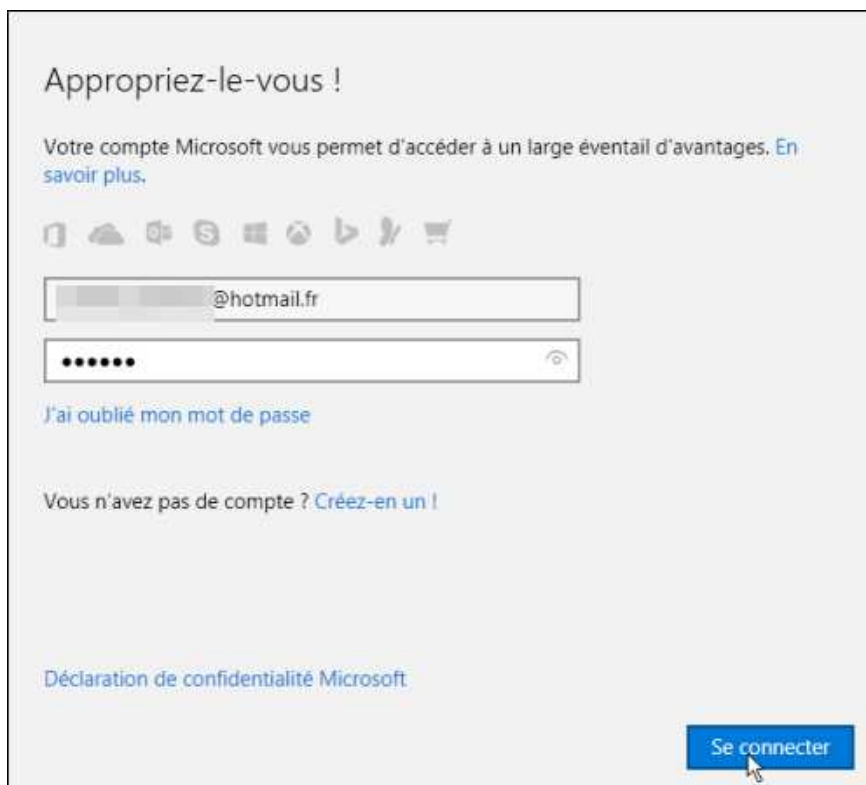 Appropriez-le-vous !
Votre compte Microsoft vous permet d'accéder à un large éventail d'avantages. En
savoir plus.
@hotmail.fr
••••••
J'ai oublié mon mot de passe
Vous n'avez pas de compte ? Créez-en un !
Déclaration de confidentialité Microsoft
Se connecter